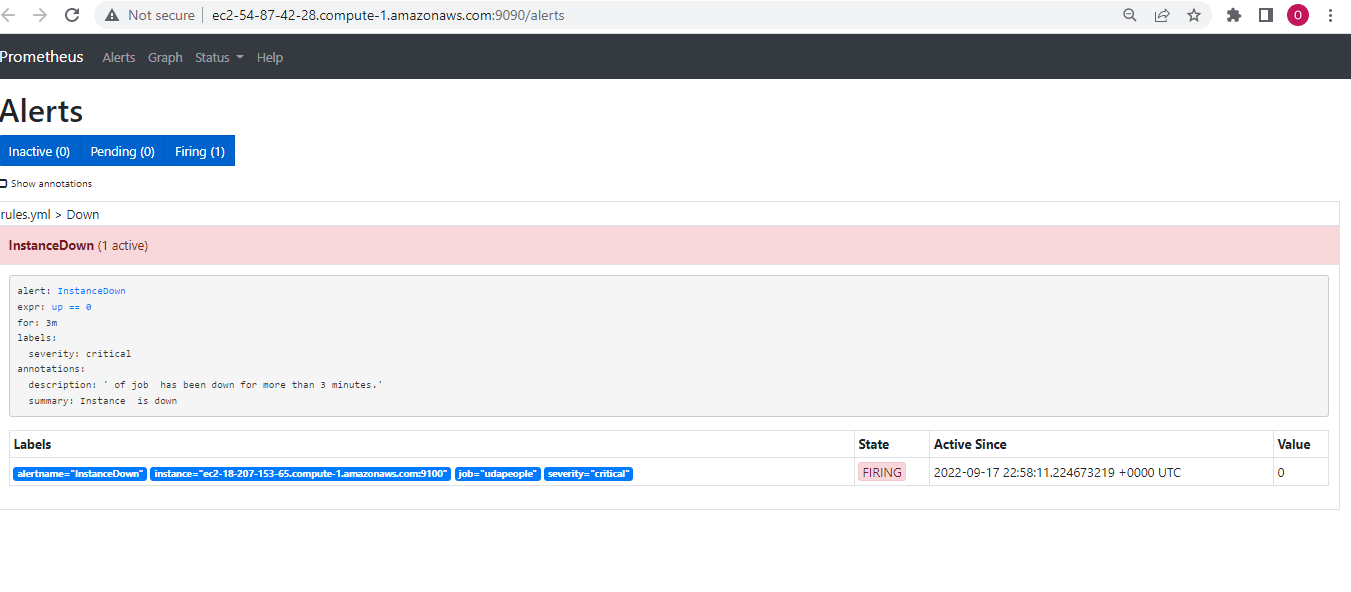 Not secure | ec2-54-87-42-28.compute-1.amazonaws.com:9090/alerts O
Prometheus Alerts Graph Status Help
Alerts
Inactive (0) Pending (0) Firing (1)
Show annotations
rules.yml > Down
InstanceDown (1 active)
alert: InstanceDown
expr: up == 0
for: 3m
labels:
  severity: critical
annotations:
  description: ' of job  has been down for more than 3 minutes.'
  summary: Instance  is down
Labels State Active Since Value
alertname="InstanceDown" instance="ec2-18-207-153-65.compute-1.amazonaws.com:9100" job="udapeople" severity="critical" FIRING 2022-09-17 22:58:11.224673219 +0000 UTC 0